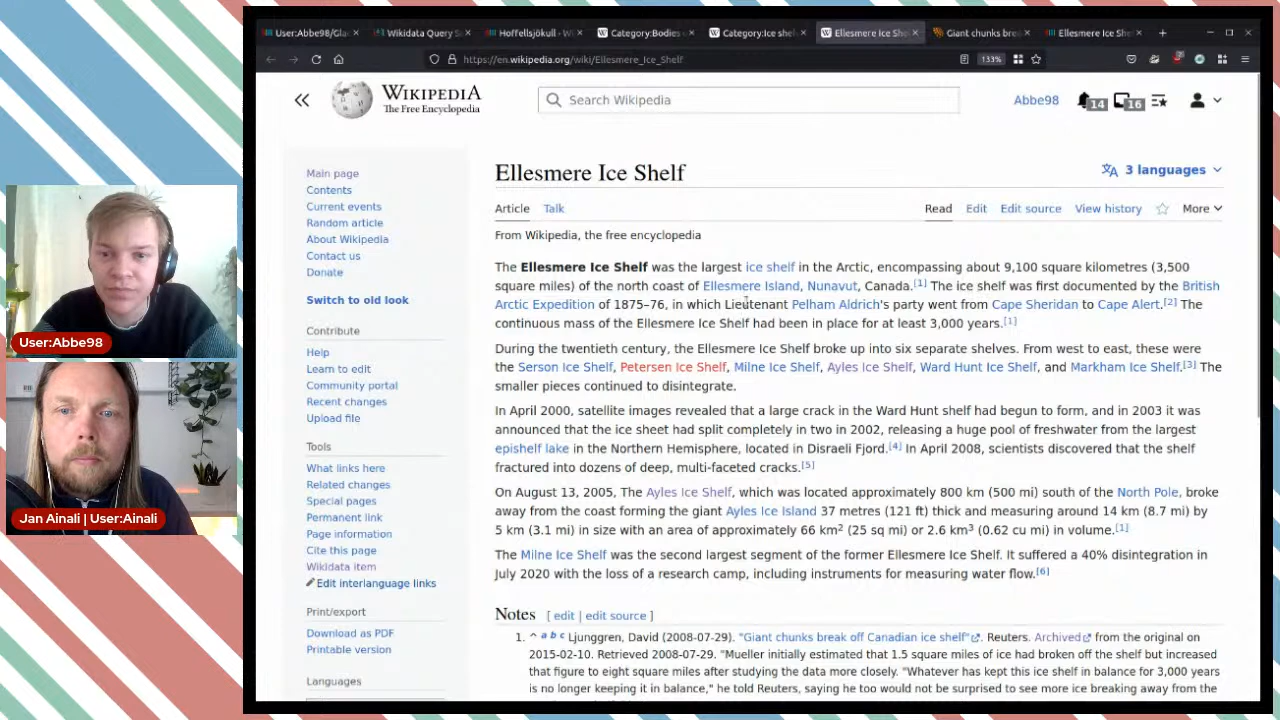 User:Abbe98/Gla
Wikidata Query S
Hoffellsjökull - Wi
Category:Bodies
Category:Ice shel
Ellesmere Ice She
Giant chunks bre
Ellesmere Ice She
https://en.wikipedia.org/wiki/Ellesmere_Ice_Shelf
133%
WIKIPEDIA
The Free Encyclopedia
Search Wikipedia
Abbe98
14
16
Main page
Contents
Current events
Random article
About Wikipedia
Contact us
Donate
Switch to old look
Contribute
Help
Learn to edit
Community portal
Recent changes
Upload file
Tools
What links here
Related changes
Special pages
Permanent link
Page information
Cite this page
Wikidata item
Edit interlanguage links
Print/export
Download as PDF
Printable version
Languages
Ellesmere Ice Shelf
3 languages
Article Talk
Read Edit Edit source View history More
From Wikipedia, the free encyclopedia
The Ellesmere Ice Shelf was the largest ice shelf in the Arctic, encompassing about 9,100 square kilometres (3,500
square miles) of the north coast of Ellesmere Island, Nunavut, Canada.[1] The ice shelf was first documented by the British
Arctic Expedition of 1875–76, in which Lieutenant Pelham Aldrich's party went from Cape Sheridan to Cape Alert.[2] The
continuous mass of the Ellesmere Ice Shelf had been in place for at least 3,000 years.[1]
During the twentieth century, the Ellesmere Ice Shelf broke up into six separate shelves. From west to east, these were
the Serson Ice Shelf, Petersen Ice Shelf, Milne Ice Shelf, Ayles Ice Shelf, Ward Hunt Ice Shelf, and Markham Ice Shelf.[3] The
smaller pieces continued to disintegrate.
In April 2000, satellite images revealed that a large crack in the Ward Hunt shelf had begun to form, and in 2003 it was
announced that the ice sheet had split completely in two in 2002, releasing a huge pool of freshwater from the largest
epishelf lake in the Northern Hemisphere, located in Disraeli Fjord.[4] In April 2008, scientists discovered that the shelf
fractured into dozens of deep, multi-faceted cracks.[5]
On August 13, 2005, The Ayles Ice Shelf, which was located approximately 800 km (500 mi) south of the North Pole, broke
away from the coast forming the giant Ayles Ice Island 37 metres (121 ft) thick and measuring around 14 km (8.7 mi) by
5 km (3.1 mi) in size with an area of approximately 66 km² (25 sq mi) or 2.6 km³ (0.62 cu mi) in volume.[1]
The Milne Ice Shelf was the second largest segment of the former Ellesmere Ice Shelf. It suffered a 40% disintegration in
July 2020 with the loss of a research camp, including instruments for measuring water flow.[6]
Notes [ edit | edit source ]
1. ^ a b c Ljunggren, David (2008-07-29). "Giant chunks break off Canadian ice shelf". Reuters. Archived from the original on
2015-02-10. Retrieved 2008-07-29. "Mueller initially estimated that 1.5 square miles of ice had broken off the shelf but increased
that figure to eight square miles after studying the data more closely. "Whatever has kept this ice shelf in balance for 3,000 years
is no longer keeping it in balance," he told Reuters, saying he too would not be surprised to see more ice breaking away from the
User:Abbe98
Jan Ainali | User:Ainali